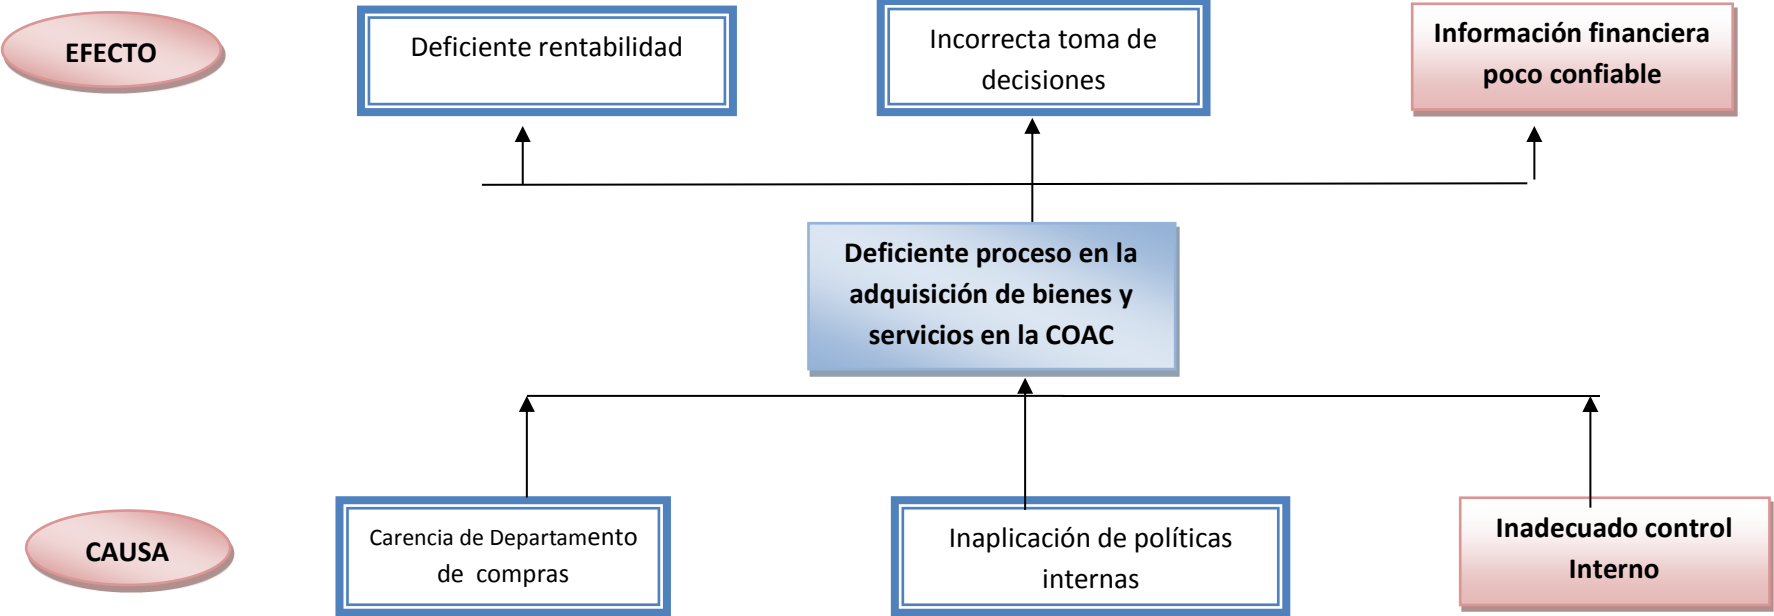 EFECTO
Deficiente rentabilidad
Incorrecta toma de
decisiones
Información financiera
poco confiable
Deficiente proceso en la
adquisición de bienes y
servicios en la COAC
CAUSA
Carencia de Departamento
de compras
Inaplicación de políticas
internas
Inadecuado control
Interno